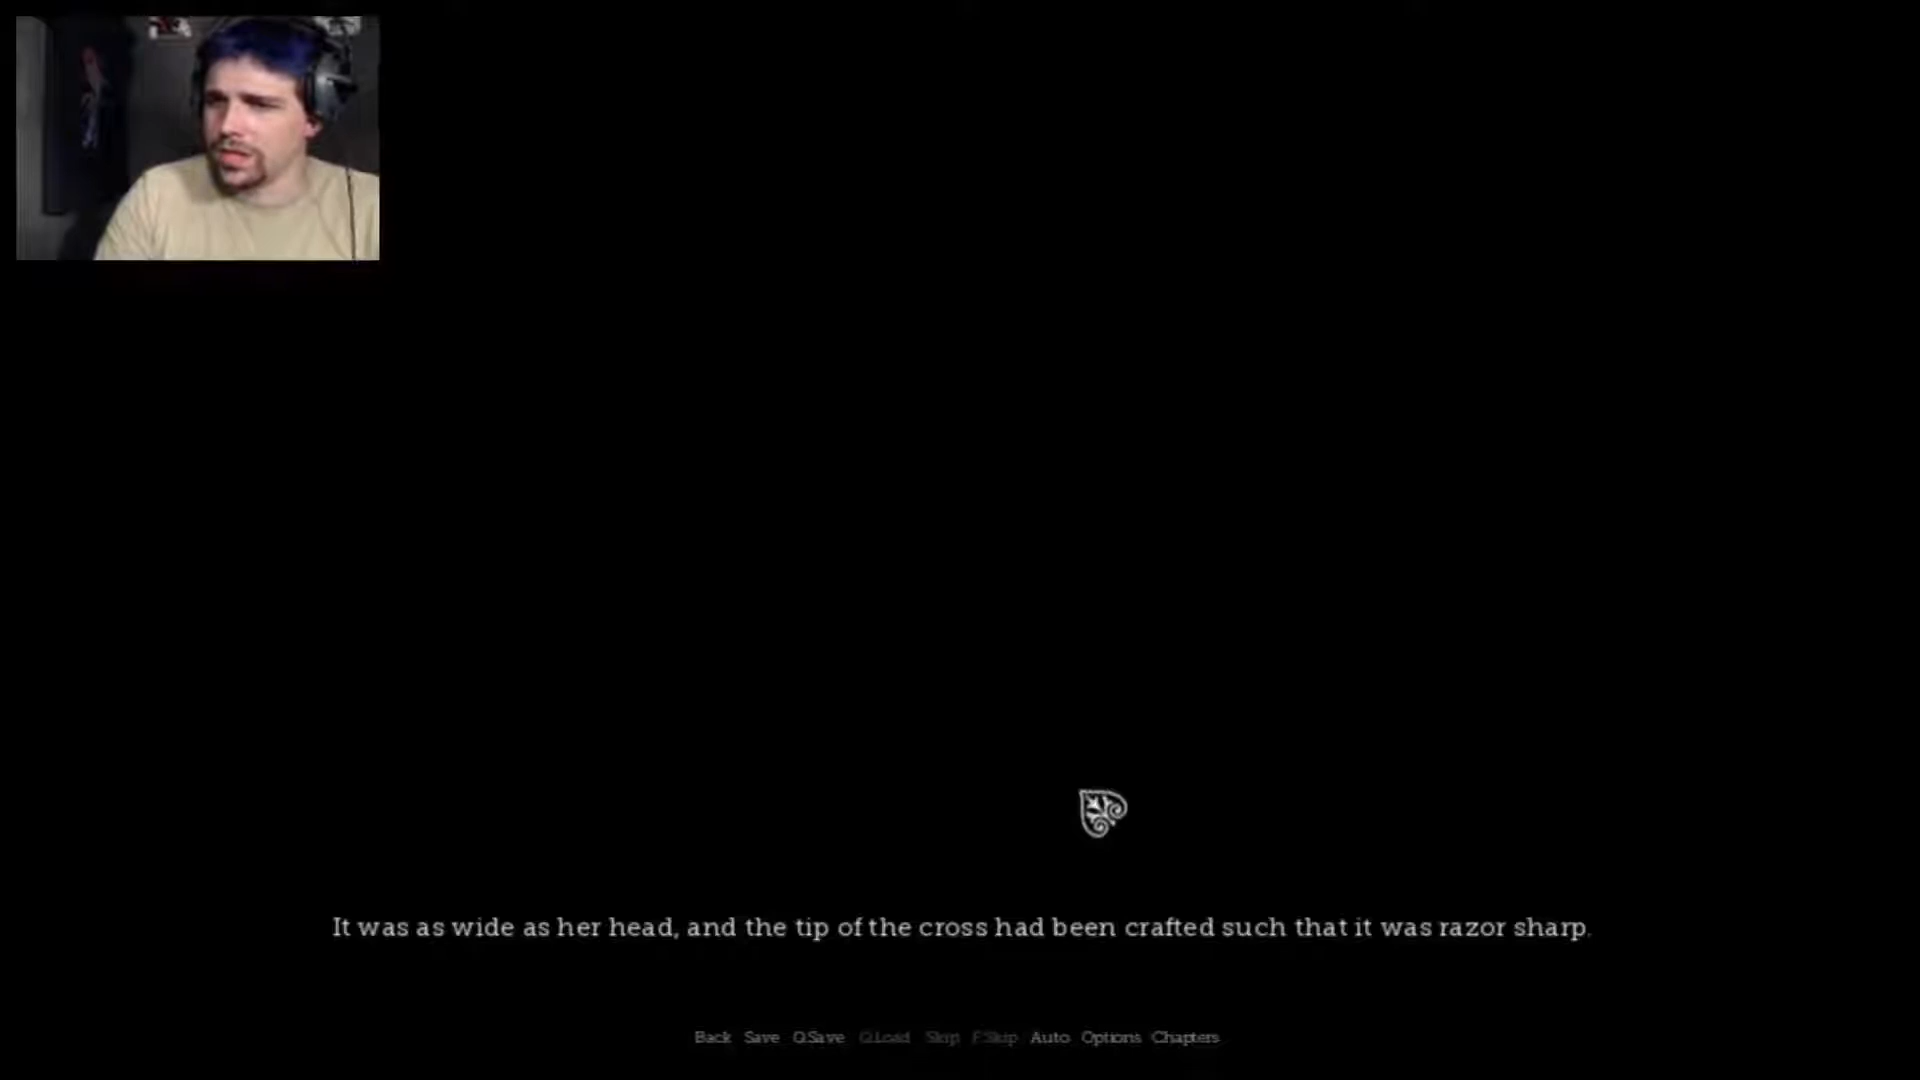 It was as wide as her head, and the tip of the cross had been crafted such that it was razor sharp.
Back Save Q.Save Q.Load Skip F.Skip Auto Options Chapters